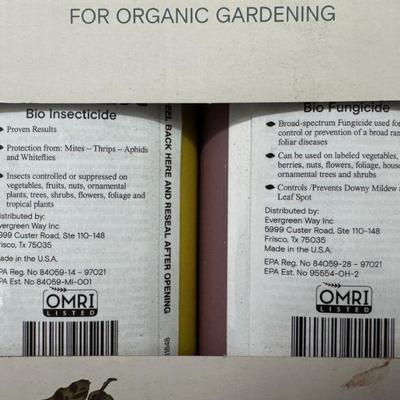 FOR ORGANIC GARDENING
Bio Insecticide
Proven Results
Protection from: Mites ~ Thrips ~ Aphids
and Whiteflies
Insects controlled or suppressed on
vegetables, fruits, nuts, ornamental
plants, trees, shrubs, flowers, foliage and
tropical plants
Distributed by:
Evergreen Way Inc
5999 Custer Road, Ste 110-148
Frisco, Tx 75035
Made in the U.S.A.
EPA Reg. No 84059-14 - 97021
EPA Est. No 84059-MI-001
OMRI
LISTED
PEEL BACK HERE AND RESEAL AFTER OPENING
Bio Fungicide
Broad-spectrum Fungicide used for
control or prevention of a broad ran
foliar diseases
Can be used on labeled vegetables,
berries, nuts, flowers, foliage, house
ornamental trees and shrubs
Controls /Prevents Downy Mildew
Leaf Spot
Distributed by:
Evergreen Way Inc
5999 Custer Road, Ste 110-148
Frisco, Tx 75035
Made in the U.S.A.
EPA Reg. No 84059-28 - 97021
EPA Est. No 95554-OH-2
OMRI
LISTED